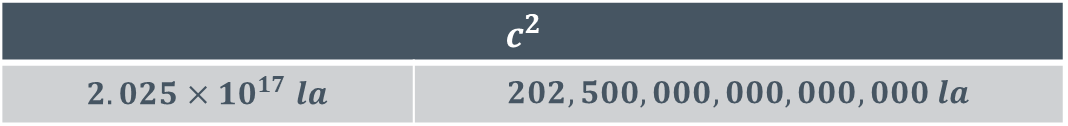 c²
2.025 × 10¹⁷ la 202,500,000,000,000,000 la